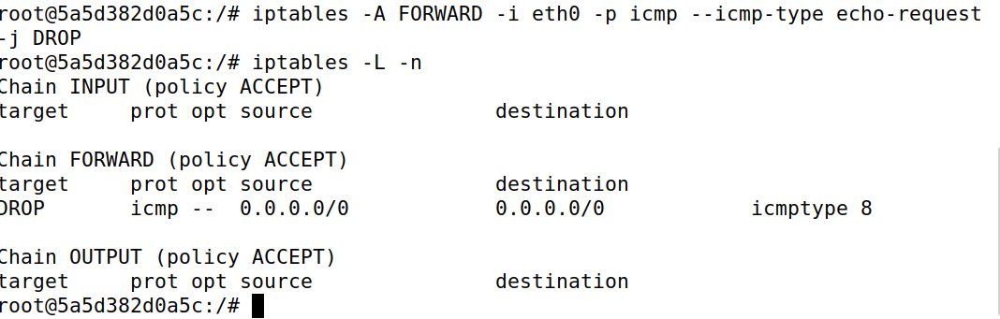 root@5a5d382d0a5c:/# iptables -A FORWARD -i eth0 -p icmp --icmp-type echo-request
-j DROP
root@5a5d382d0a5c:/# iptables -L -n
Chain INPUT (policy ACCEPT)
target     prot opt source               destination

Chain FORWARD (policy ACCEPT)
target     prot opt source               destination
DROP       icmp --  0.0.0.0/0            0.0.0.0/0            icmptype 8

Chain OUTPUT (policy ACCEPT)
target     prot opt source               destination
root@5a5d382d0a5c:/#